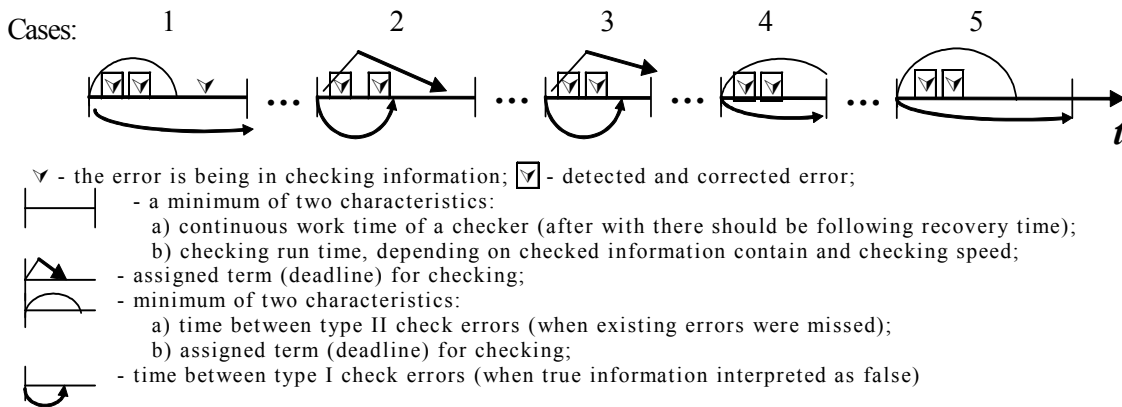 Cases: 1 2 3 4 5
... ... ... ...
t
- the error is being in checking information; - detected and corrected error;
- a minimum of two characteristics:
a) continuous work time of a checker (after with there should be following recovery time);
b) checking run time, depending on checked information contain and checking speed;
- assigned term (deadline) for checking;
- minimum of two characteristics:
a) time between type II check errors (when existing errors were missed);
b) assigned term (deadline) for checking;
- time between type I check errors (when true information interpreted as false)